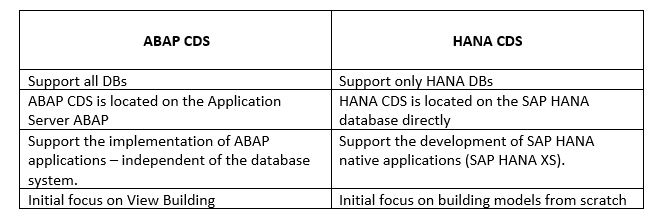 ABAP CDS
HANA CDS
Support all DBs
Support only HANA DBs
ABAP CDS is located on the Application
Server ABAP
HANA CDS is located on the SAP HANA
database directly
Support the implementation of ABAP
applications – independent of the database
system.
Support the development of SAP HANA
native applications (SAP HANA XS).
Initial focus on View Building
Initial focus on building models from scratch